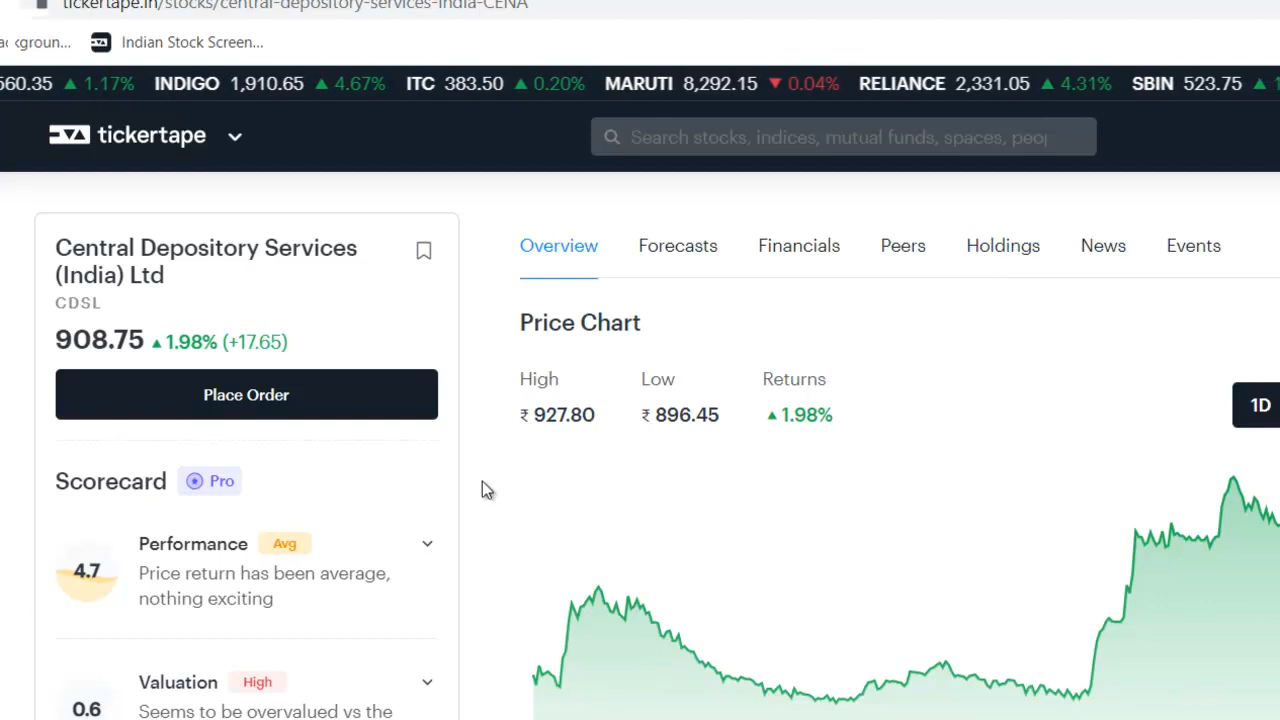 tickertape.in/stocks/central-depository-services-india-CENA
kgroun... Indian Stock Screen...
560.35 ▲ 1.17% INDIGO 1,910.65 ▲ 4.67% ITC 383.50 ▲ 0.20% MARUTI 8,292.15 ▼ 0.04% RELIANCE 2,331.05 ▲ 4.31% SBIN 523.75 ▲
tickertape
Search stocks, indices, mutual funds, spaces, peop
Central Depository Services
(India) Ltd
CDSL
908.75 ▲ 1.98% (+17.65)
Place Order
Scorecard Pro
Performance Avg
4.7
Price return has been average,
nothing exciting
Valuation High
0.6
Seems to be overvalued vs the
Overview Forecasts Financials Peers Holdings News Events
Price Chart
High Low Returns
₹ 927.80 ₹ 896.45 ▲ 1.98%
1D